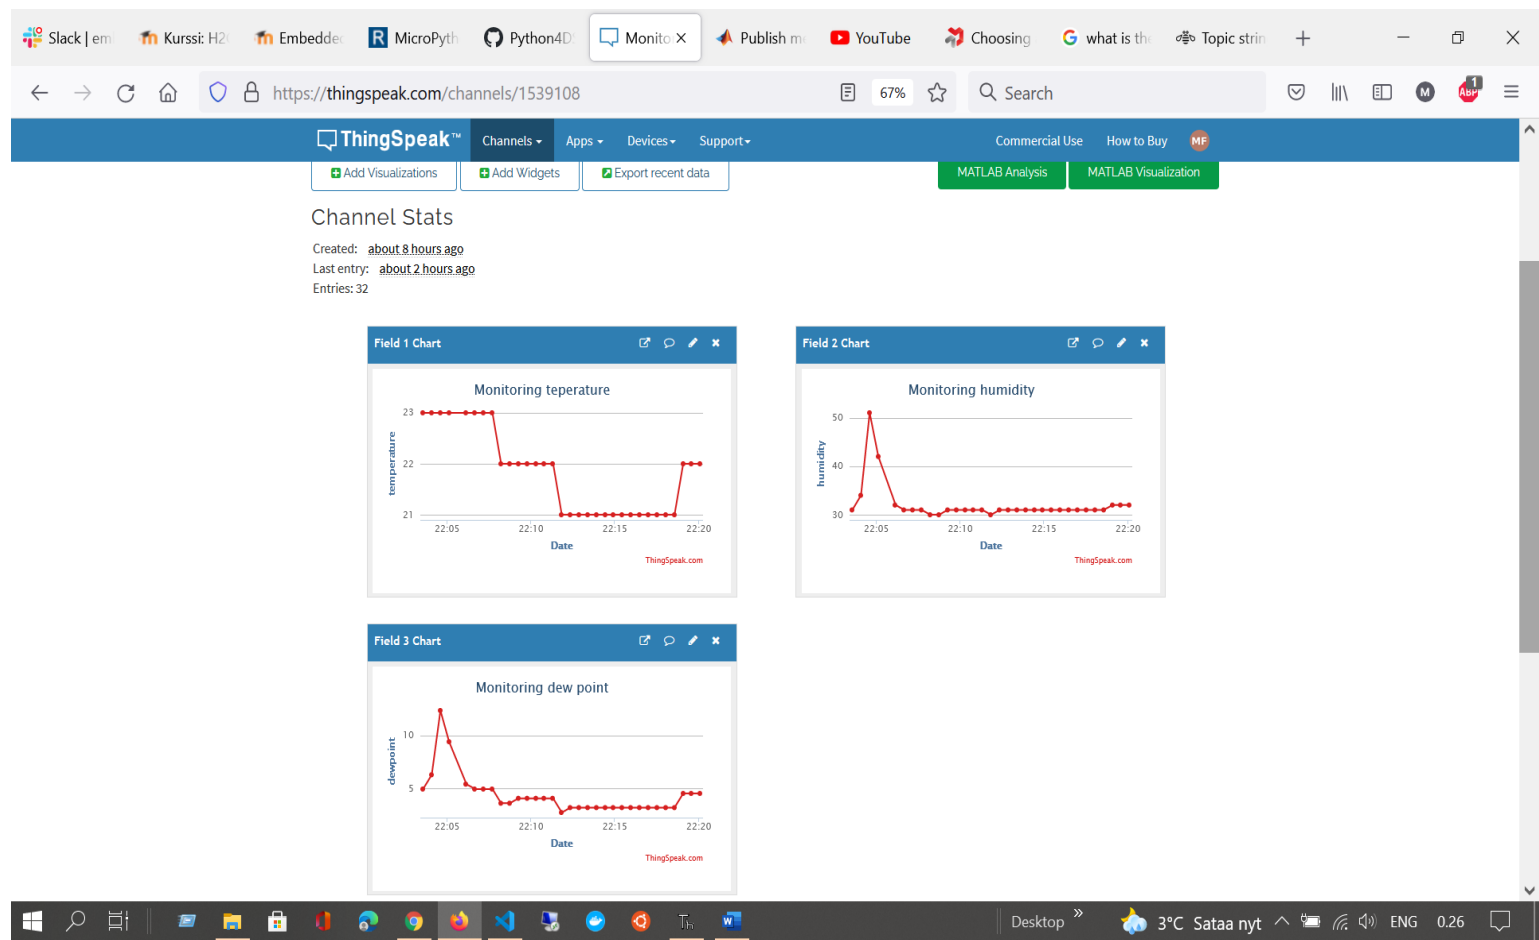 Slack | em
Kurssi: H2
Embedded
MicroPyth
Python4D
Monito
Publish m
YouTube
Choosing
what is the
Topic strin
https://thingspeak.com/channels/1539108
67%
Search
M
ABP
1
ThingSpeak™
Channels
Apps
Devices
Support
Commercial Use
How to Buy
MF
Add Visualizations
Add Widgets
Export recent data
MATLAB Analysis
MATLAB Visualization
Channel Stats
Created: about 8 hours ago
Last entry: about 2 hours ago
Entries: 32
Field 1 Chart
Monitoring teperature
temperature
23
22
21
22:05 22:10 22:15 22:20
Date
ThingSpeak.com
Field 2 Chart
Monitoring humidity
humidity
50
40
30
22:05 22:10 22:15 22:20
Date
ThingSpeak.com
Field 3 Chart
Monitoring dew point
dewpoint
10
5
22:05 22:10 22:15 22:20
Date
ThingSpeak.com
Th
Desktop
3°C Sataa nyt
ENG
0.26